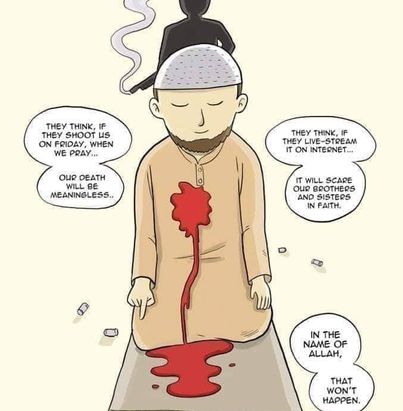 THEY THINK, IF
THEY SHOOT US
ON FRIDAY, WHEN
WE PRAY...
OUR DEATH
WILL BE
MEANINGLESS..
THEY THINK, IF
THEY LIVE-STREAM
IT ON INTERNET...
IT WILL SCARE
OUR BROTHERS
AND SISTERS
IN FAITH.
IN THE
NAME OF
ALLAH,
THAT
WON'T
HAPPEN.